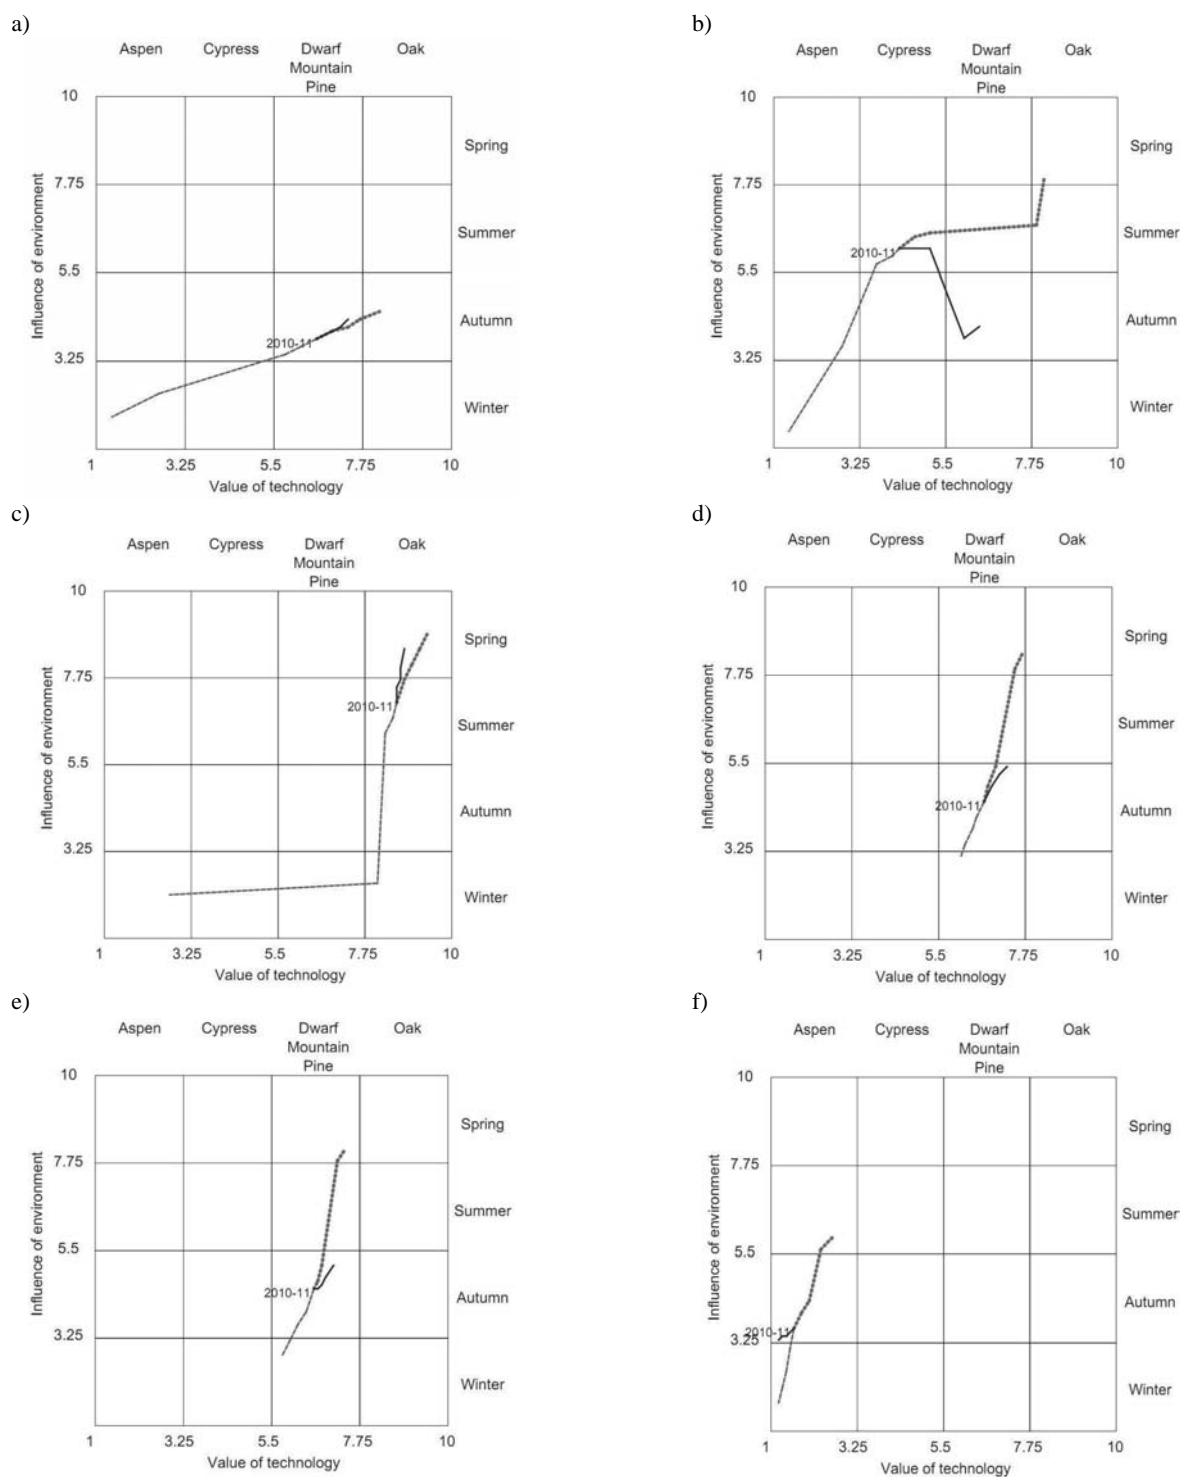 a)
Aspen Cypress Dwarf Mountain Pine Oak
10
Spring
7.75
Summer
5.5
Autumn
2010-11
3.25
Winter
1 3.25 5.5 7.75 10
Value of technology
Influence of environment
b)
Aspen Cypress Dwarf Mountain Pine Oak
10
Spring
7.75
Summer
2010-11
5.5
Autumn
3.25
Winter
1 3.25 5.5 7.75 10
Value of technology
Influence of environment
c)
Aspen Cypress Dwarf Mountain Pine Oak
10
Spring
7.75
2010-11
Summer
5.5
Autumn
3.25
Winter
1 3.25 5.5 7.75 10
Value of technology
Influence of environment
d)
Aspen Cypress Dwarf Mountain Pine Oak
10
Spring
7.75
Summer
5.5
2010-11
Autumn
3.25
Winter
1 3.25 5.5 7.75 10
Value of technology
Influence of environment
e)
Aspen Cypress Dwarf Mountain Pine Oak
10
Spring
7.75
Summer
5.5
2010-11
Autumn
3.25
Winter
1 3.25 5.5 7.75 10
Value of technology
Influence of environment
f)
Aspen Cypress Dwarf Mountain Pine Oak
10
Spring
7.75
Summer
5.5
Autumn
2010-11
3.25
Winter
1 3.25 5.5 7.75 10
Value of technology
Influence of environment